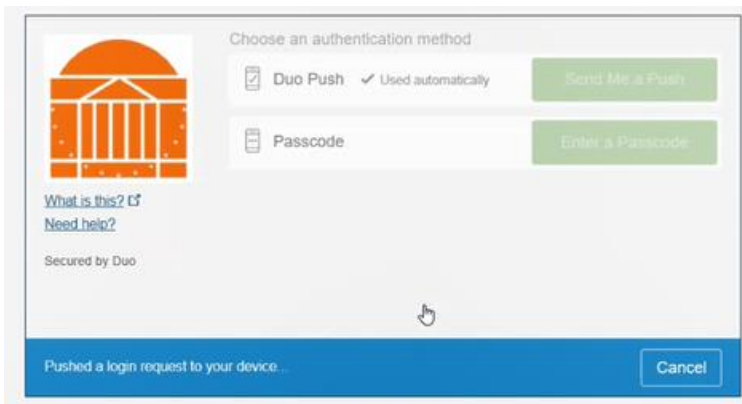 Choose an authentication method
Duo Push ✓ Used automatically
Send Me a Push
Passcode
Enter a Passcode
What is this?
Need help?
Secured by Duo
Pushed a login request to your device...
Cancel